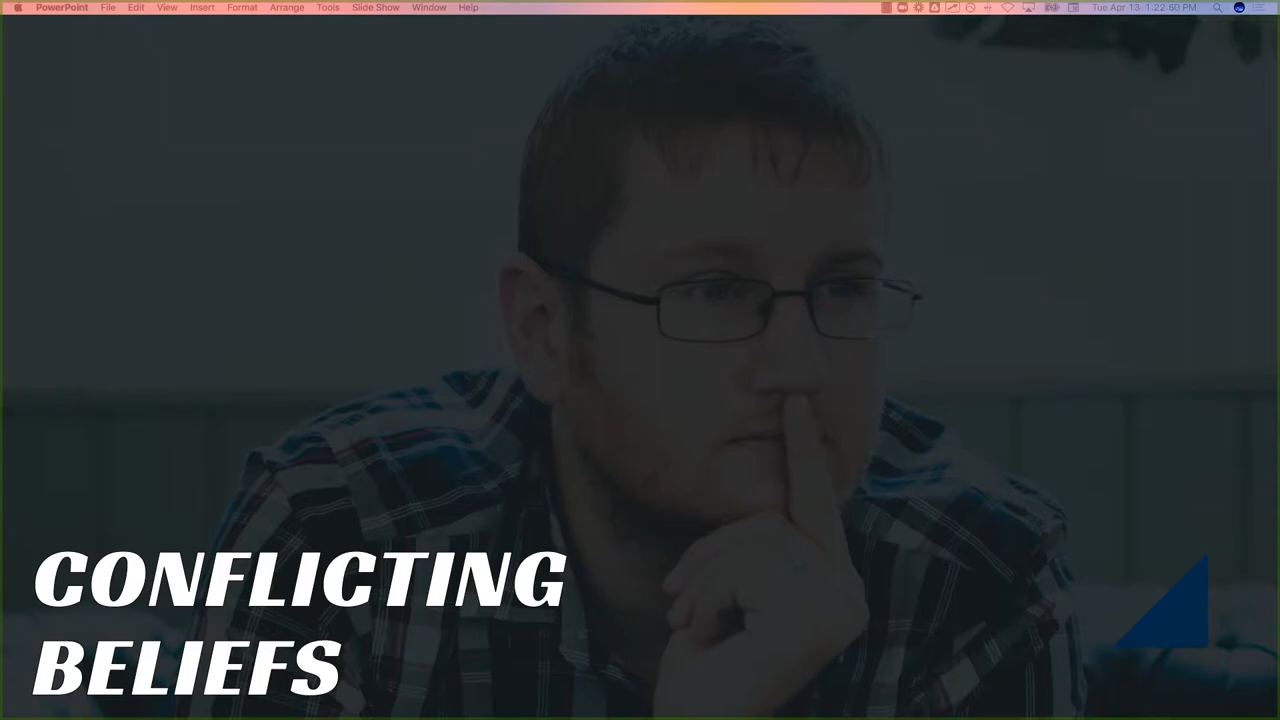 PowerPoint File Edit View Insert Format Arrange Tools Slide Show Window Help Tue Apr 13 1:22:60 PM
CONFLICTING
BELIEFS